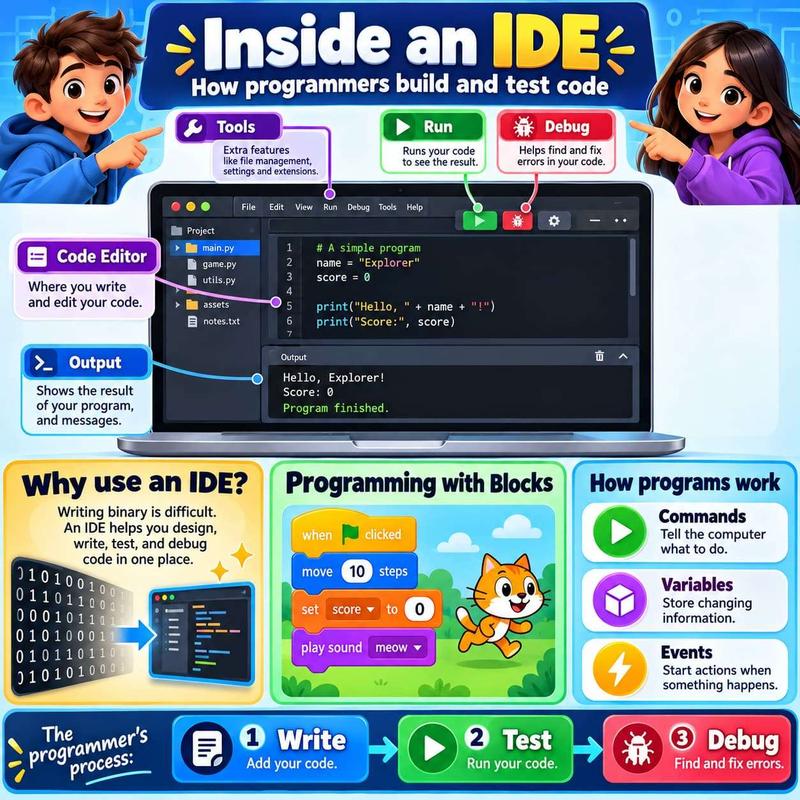 Inside an IDE
How programmers build and test code
Tools
Extra features
like file management,
settings and extensions.
Run
Runs your code
to see the result.
Debug
Helps find and fix
errors in your code.
File Edit View Run Debug Tools Help
Project
main.py
game.py
utils.py
assets
notes.txt
1 # A simple program
2 name = "Explorer"
3 score = 0
4
5 print("Hello, " + name + "!")
6 print("Score:", score)
7
Code Editor
Where you write
and edit your code.
Output
Shows the result
of your program,
and messages.
Output
Hello, Explorer!
Score: 0
Program finished.
Why use an IDE?
Writing binary is difficult.
An IDE helps you design,
write, test, and debug
code in one place.
Programming with Blocks
when clicked
move 10 steps
set score to 0
play sound meow
How programs work
Commands
Tell the computer
what to do.
Variables
Store changing
information.
Events
Start actions when
something happens.
The
programmer's
process:
1 Write
Add your code.
2 Test
Run your code.
3 Debug
Find and fix errors.